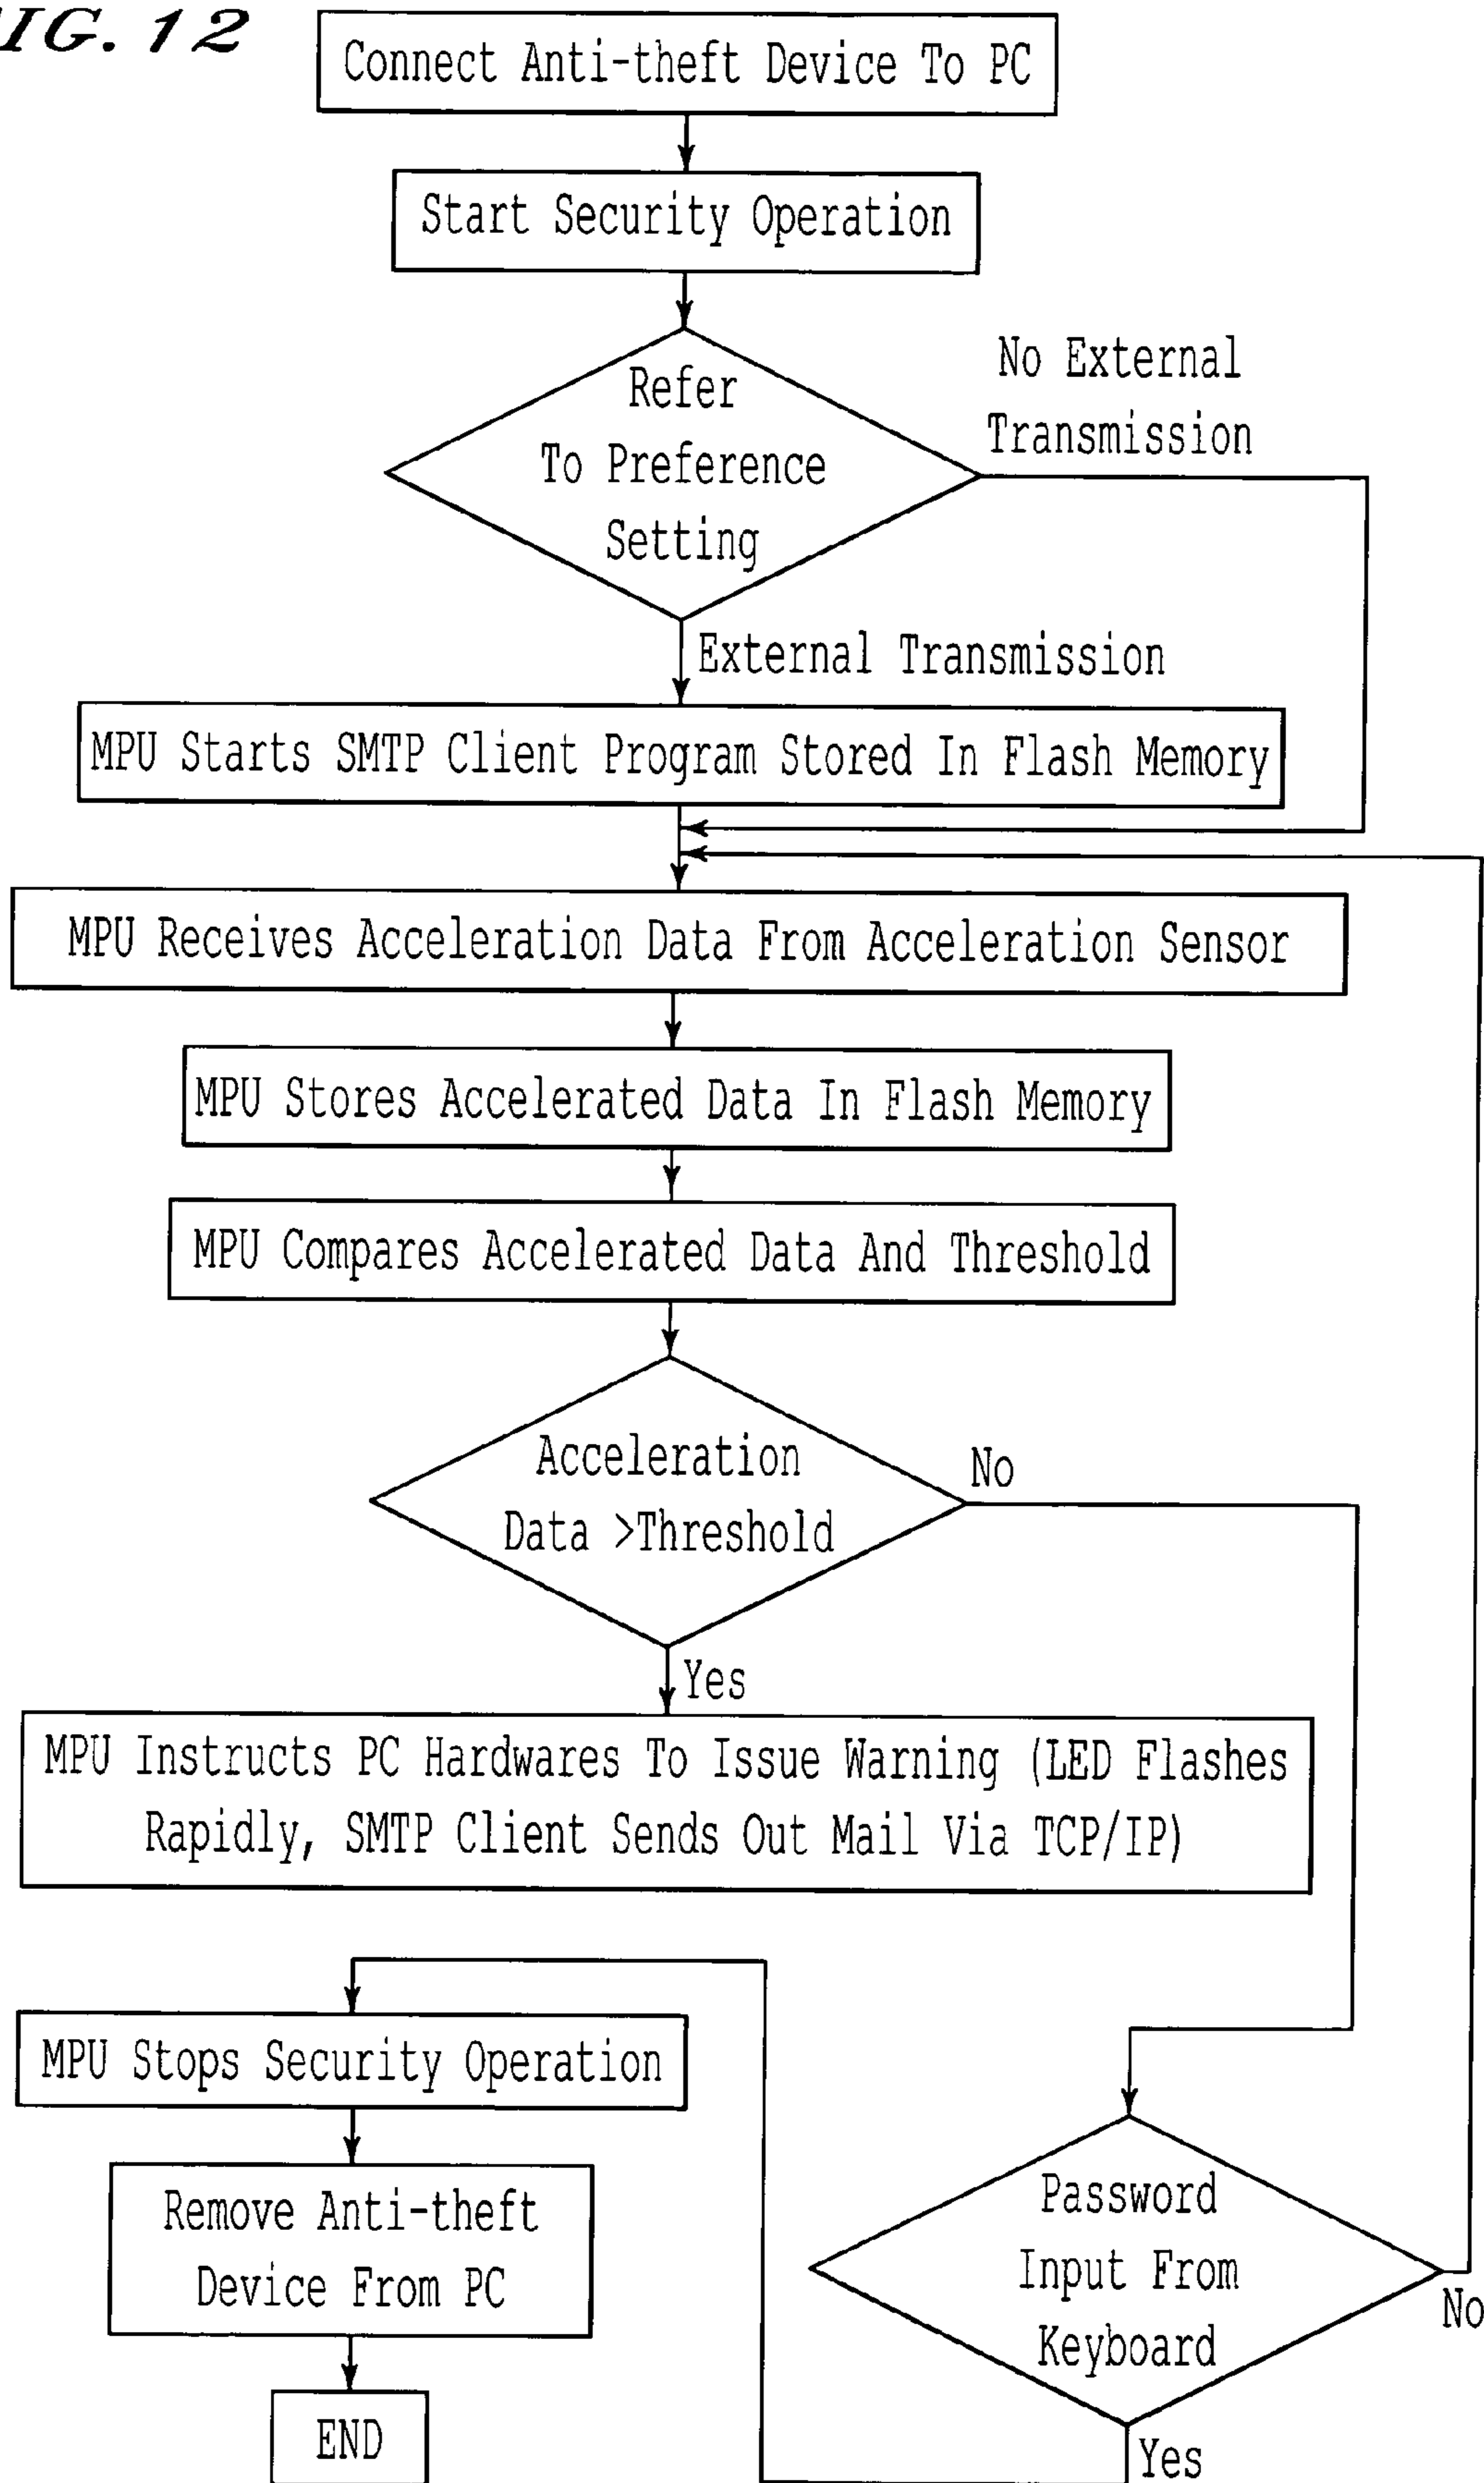 FIG. 12
Connect Anti-theft Device To PC
Start Security Operation
Refer
To Preference
Setting
No External
Transmission
External Transmission
MPU Starts SMTP Client Program Stored In Flash Memory
MPU Receives Acceleration Data From Acceleration Sensor
MPU Stores Accelerated Data In Flash Memory
MPU Compares Accelerated Data And Threshold
Acceleration
Data >Threshold
No
Yes
MPU Instructs PC Hardwares To Issue Warning (LED Flashes
Rapidly, SMTP Client Sends Out Mail Via TCP/IP)
MPU Stops Security Operation
Remove Anti-theft
Device From PC
END
Password
Input From
Keyboard
No
Yes